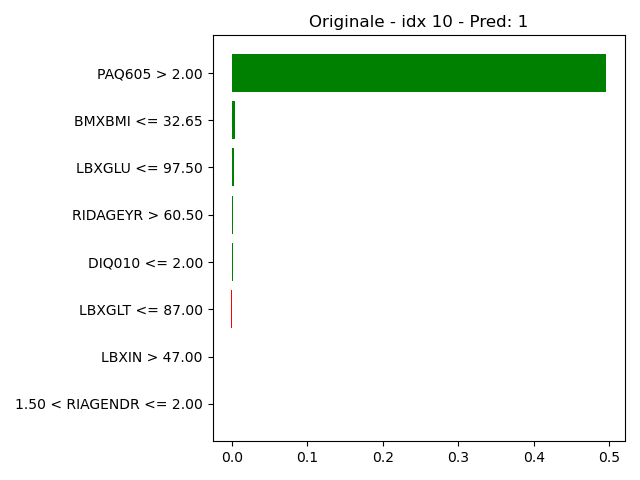 Originale - idx 10 - Pred: 1
PAQ605 > 2.00
BMXBMI <= 32.65
LBXGLU <= 97.50
RIDAGEYR > 60.50
DIQ010 <= 2.00
LBXGLT <= 87.00
LBXIN > 47.00
1.50 < RIAGENDR <= 2.00
0.0 0.1 0.2 0.3 0.4 0.5